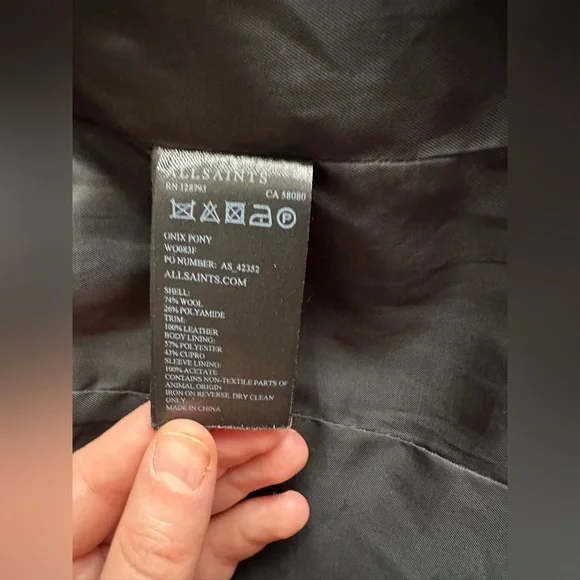 ALLSAINTS
RN 128793 CA 58080
P
ONIX PONY
WO083F
PO NUMBER: AS_42352
ALLSAINTS.COM
SHELL:
74% WOOL
26% POLYAMIDE
TRIM:
100% LEATHER
BODY LINING:
57% POLYESTER
43% CUPRO
SLEEVE LINING:
100% ACETATE
CONTAINS NON-TEXTILE PARTS OF
ANIMAL ORIGIN
IRON ON REVERSE, DRY CLEAN
ONLY.
MADE IN CHINA